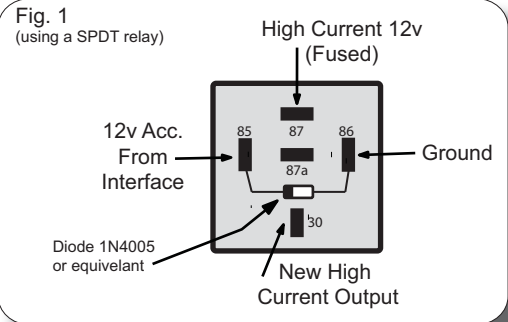 Fig. 1
(using a SPDT relay)
High Current 12v
(Fused)
85
87
86
12v Acc.
From
Interface
87a
Ground
30
Diode 1N4005
or equivelant
New High
Current Output